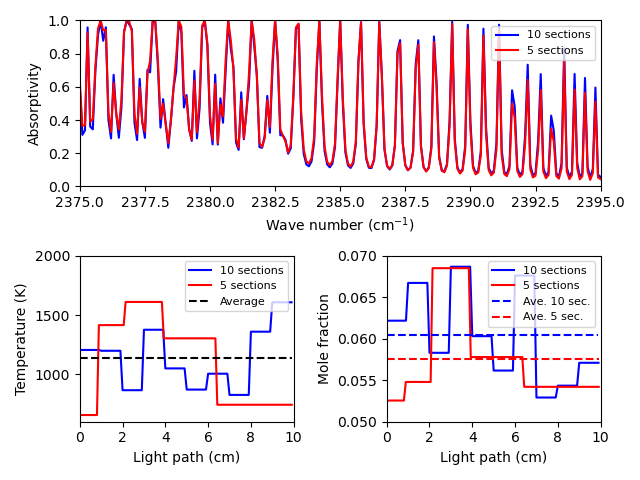 1.0
0.8
0.6
0.4
0.2
0.0
Absorptivity
10 sections
5 sections
2375.0 2377.5 2380.0 2382.5 2385.0 2387.5 2390.0 2392.5 2395.0
Wave number (cm⁻¹)
2000
1500
1000
Temperature (K)
10 sections
5 sections
Average
0 2 4 6 8 10
Light path (cm)
0.070
0.065
0.060
0.055
0.050
Mole fraction
10 sections
5 sections
Ave. 10 sec.
Ave. 5 sec.
0 2 4 6 8 10
Light path (cm)